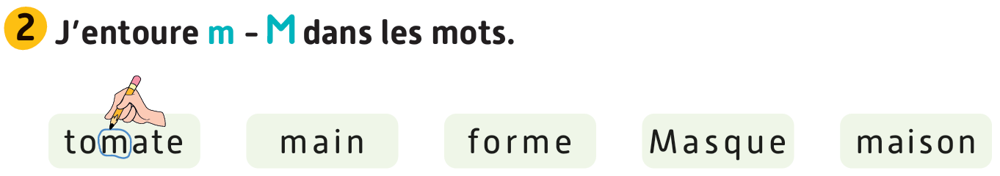 2 J'entoure m - M dans les mots.
tomate main forme Masque maison